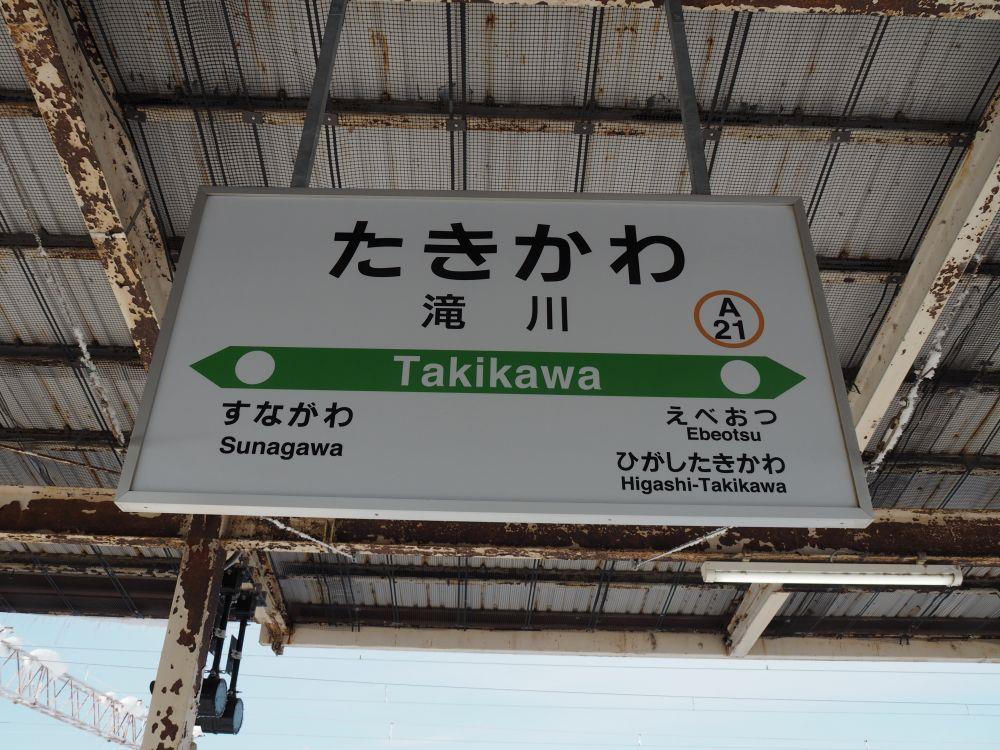 たきかわ
滝川
A
21
Takikawa
すながわ
Sunagawa
えべおつ
Ebeotsu
ひがしたきかわ
Higashi-Takikawa